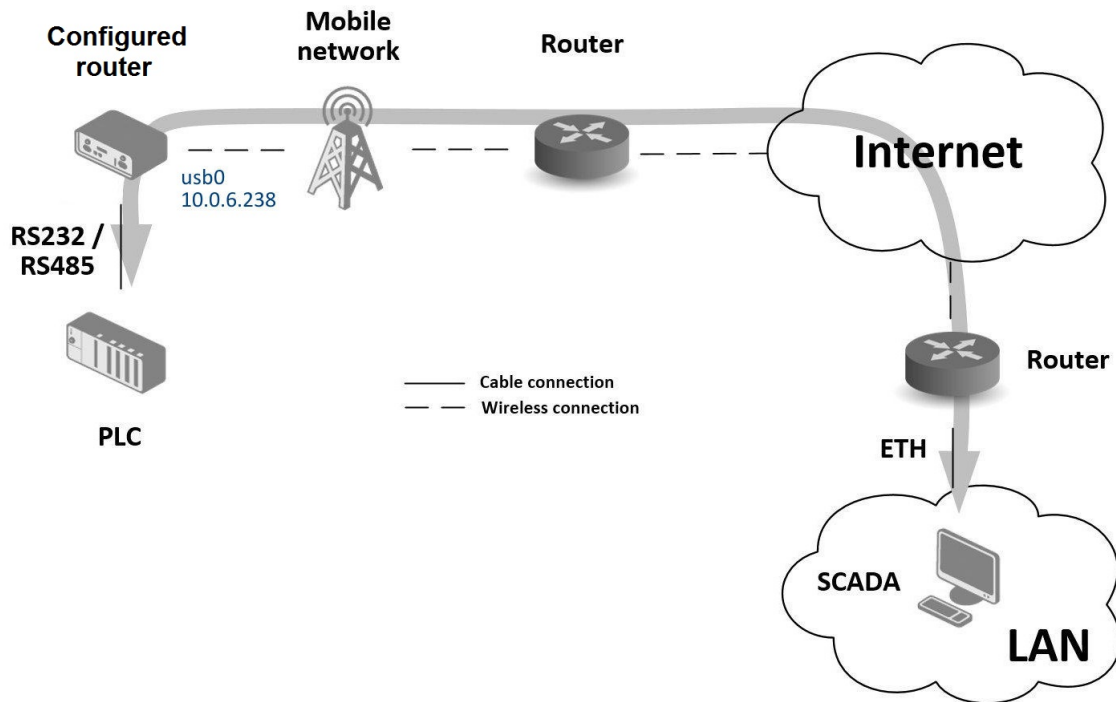 Configured
router
Mobile
network
Router
Internet
usb0
10.0.6.238
RS232 /
RS485
PLC
Cable connection
Wireless connection
Router
ETH
SCADA
LAN